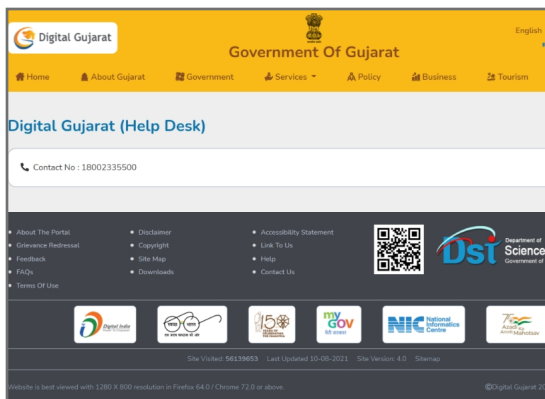 Digital Gujarat
Government Of Gujarat
English
Home About Gujarat Government Services Policy Business Tourism
Digital Gujarat (Help Desk)
Contact No : 18002335500
About The Portal Disclaimer Accessibility Statement
Grievance Redressal Copyright Link To Us
Feedback Site Map Help
FAQs Downloads Contact Us
Terms Of Use
DST Department of
Science
Government of
Digital India
my
GOV
मेरी सरकार
NIC National
Informatics
Centre
Azadi Ka
Amrit Mahotsav
Site Visited: 56139653 Last Updated 10-08-2021 Site Version: 4.0 Sitemap
Website is best viewed with 1280 X 800 resolution in Firefox 64.0 / Chrome 72.0 or above.
©Digital Gujarat 20